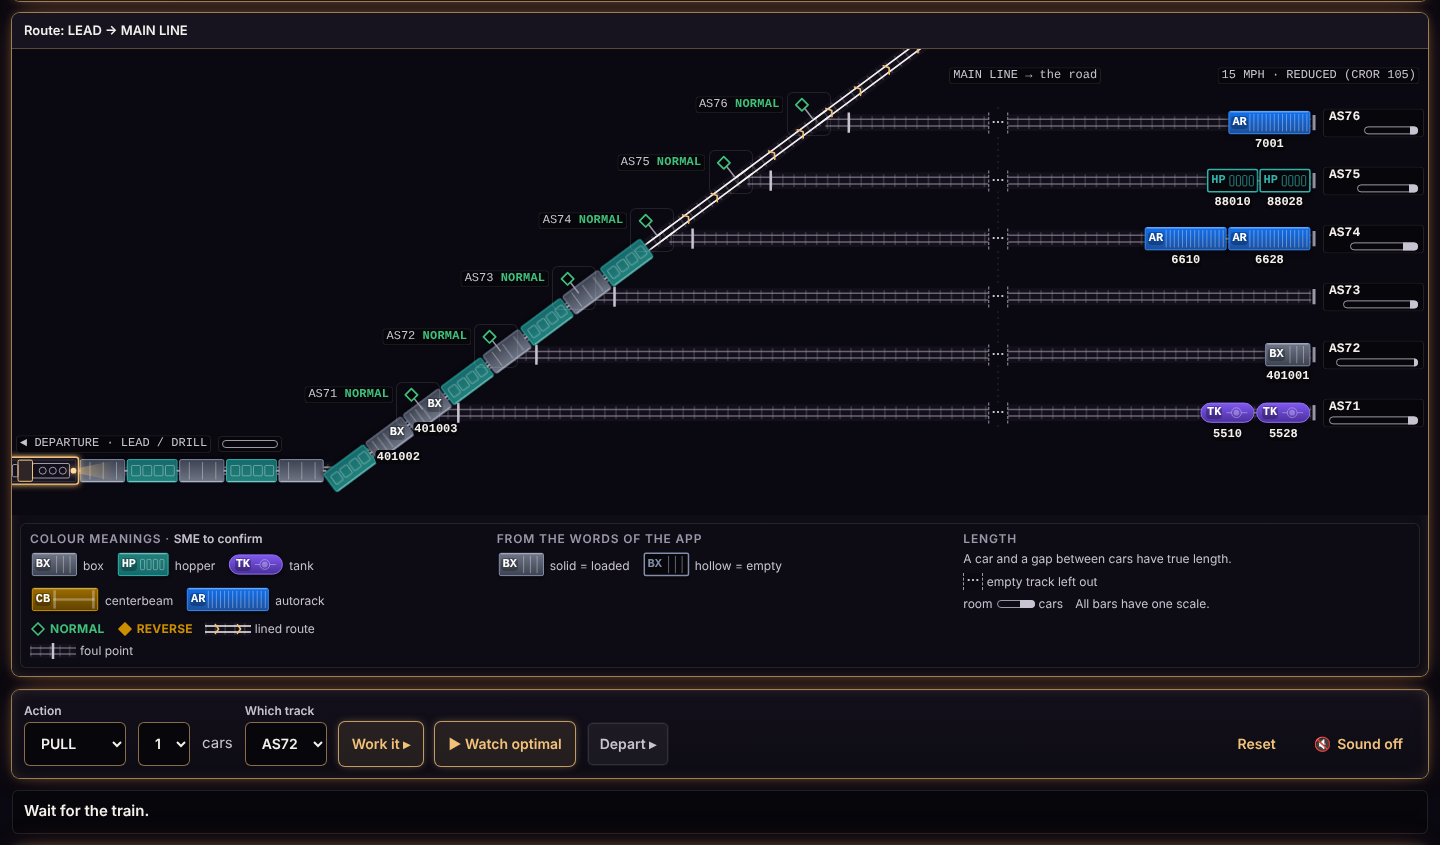 Route: LEAD → MAIN LINE
MAIN LINE → the road
15 MPH · REDUCED (CROR 105)
AS76 NORMAL
AR
7001
AS76
AS75 NORMAL
HP HP
88010 88028
AS75
AS74 NORMAL
AR AR
6610 6628
AS74
AS73 NORMAL
AS73
AS72 NORMAL
BX
401001
AS72
AS71 NORMAL
BX
401003
TK TK
5510 5528
AS71
BX
401002
◄ DEPARTURE · LEAD / DRILL
COLOUR MEANINGS · SME to confirm
BX box HP hopper TK tank
CB centerbeam AR autorack
NORMAL REVERSE lined route
foul point
FROM THE WORDS OF THE APP
BX solid = loaded BX hollow = empty
LENGTH
A car and a gap between cars have true length.
··· empty track left out
room cars All bars have one scale.
Action
Which track
PULL 1 cars AS72 Work it ▸ ▶ Watch optimal Depart ▸ Reset 🔇 Sound off
Wait for the train.